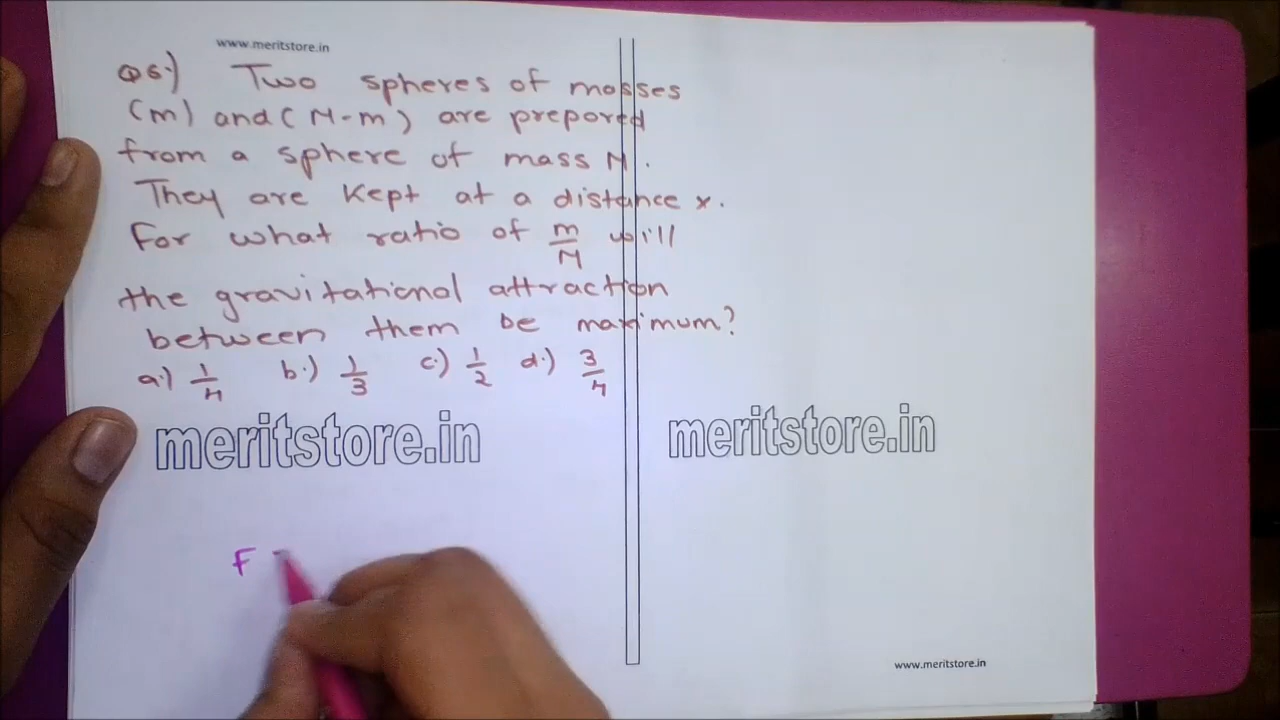 www.meritstore.in
Q6.) Two spheres of masses
(m) and (M-m) are prepared
from a sphere of mass M.
They are kept at a distance x.
For what ratio of m/M will
the gravitational attraction
between them be maximum?
a.) 1/4 b.) 1/3 c.) 1/2 d.) 3/4
meritstore.in meritstore.in
F
www.meritstore.in